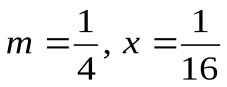 m = 1/4, x = 1/16